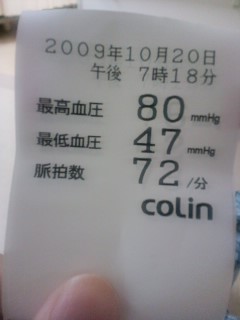 2009年10月20日
午後 7時18分
最高血圧 80 mmHg
最低血圧 47 mmHg
脈拍数 72 /分
colin